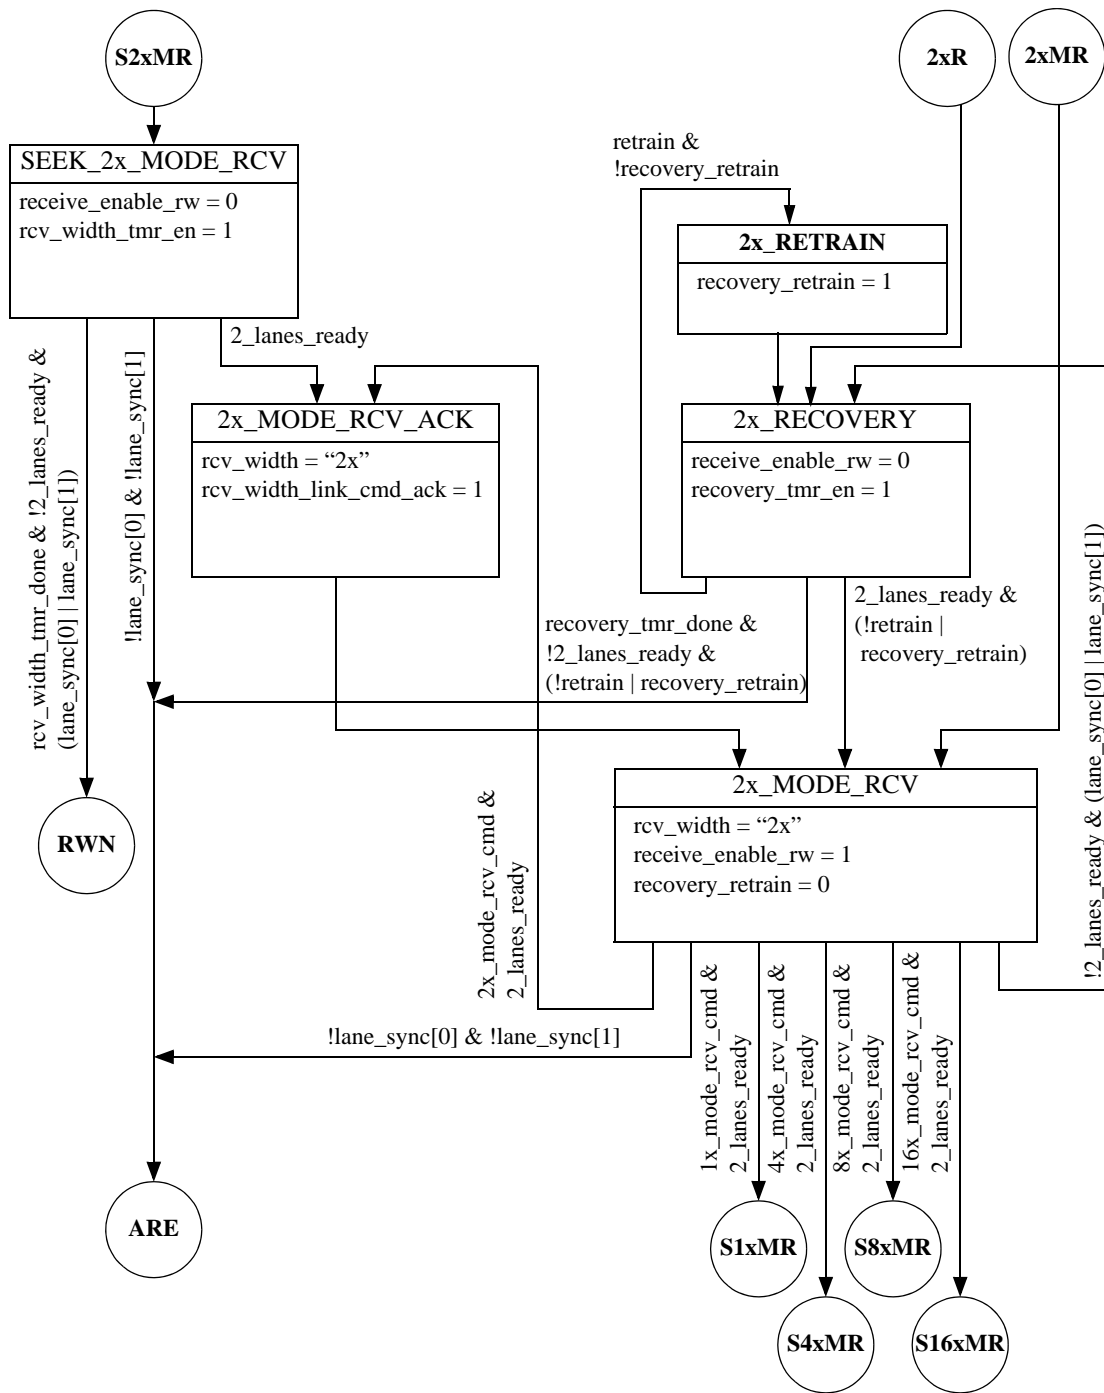 S2xMR
2xR
2xMR
SEEK_2x_MODE_RCV
receive_enable_rw = 0
rcv_width_tmr_en = 1
retrain &
!recovery_retrain
2x_RETRAIN
recovery_retrain = 1
rcv_width_tmr_done & !2_lanes_ready &
(lane_sync[0] | lane_sync[1])
!lane_sync[0] & !lane_sync[1]
2_lanes_ready
2x_MODE_RCV_ACK
rcv_width = “2x”
rcv_width_link_cmd_ack = 1
2x_RECOVERY
receive_enable_rw = 0
recovery_tmr_en = 1
recovery_tmr_done &
!2_lanes_ready &
(!retrain | recovery_retrain)
2_lanes_ready &
(!retrain |
recovery_retrain)
!2_lanes_ready & (lane_sync[0] | lane_sync[1])
RWN
2x_MODE_RCV
rcv_width = “2x”
receive_enable_rw = 1
recovery_retrain = 0
2x_mode_rcv_cmd &
2_lanes_ready
!lane_sync[0] & !lane_sync[1]
1x_mode_rcv_cmd &
2_lanes_ready
4x_mode_rcv_cmd &
2_lanes_ready
8x_mode_rcv_cmd &
2_lanes_ready
16x_mode_rcv_cmd &
2_lanes_ready
ARE
S1xMR
S8xMR
S4xMR
S16xMR